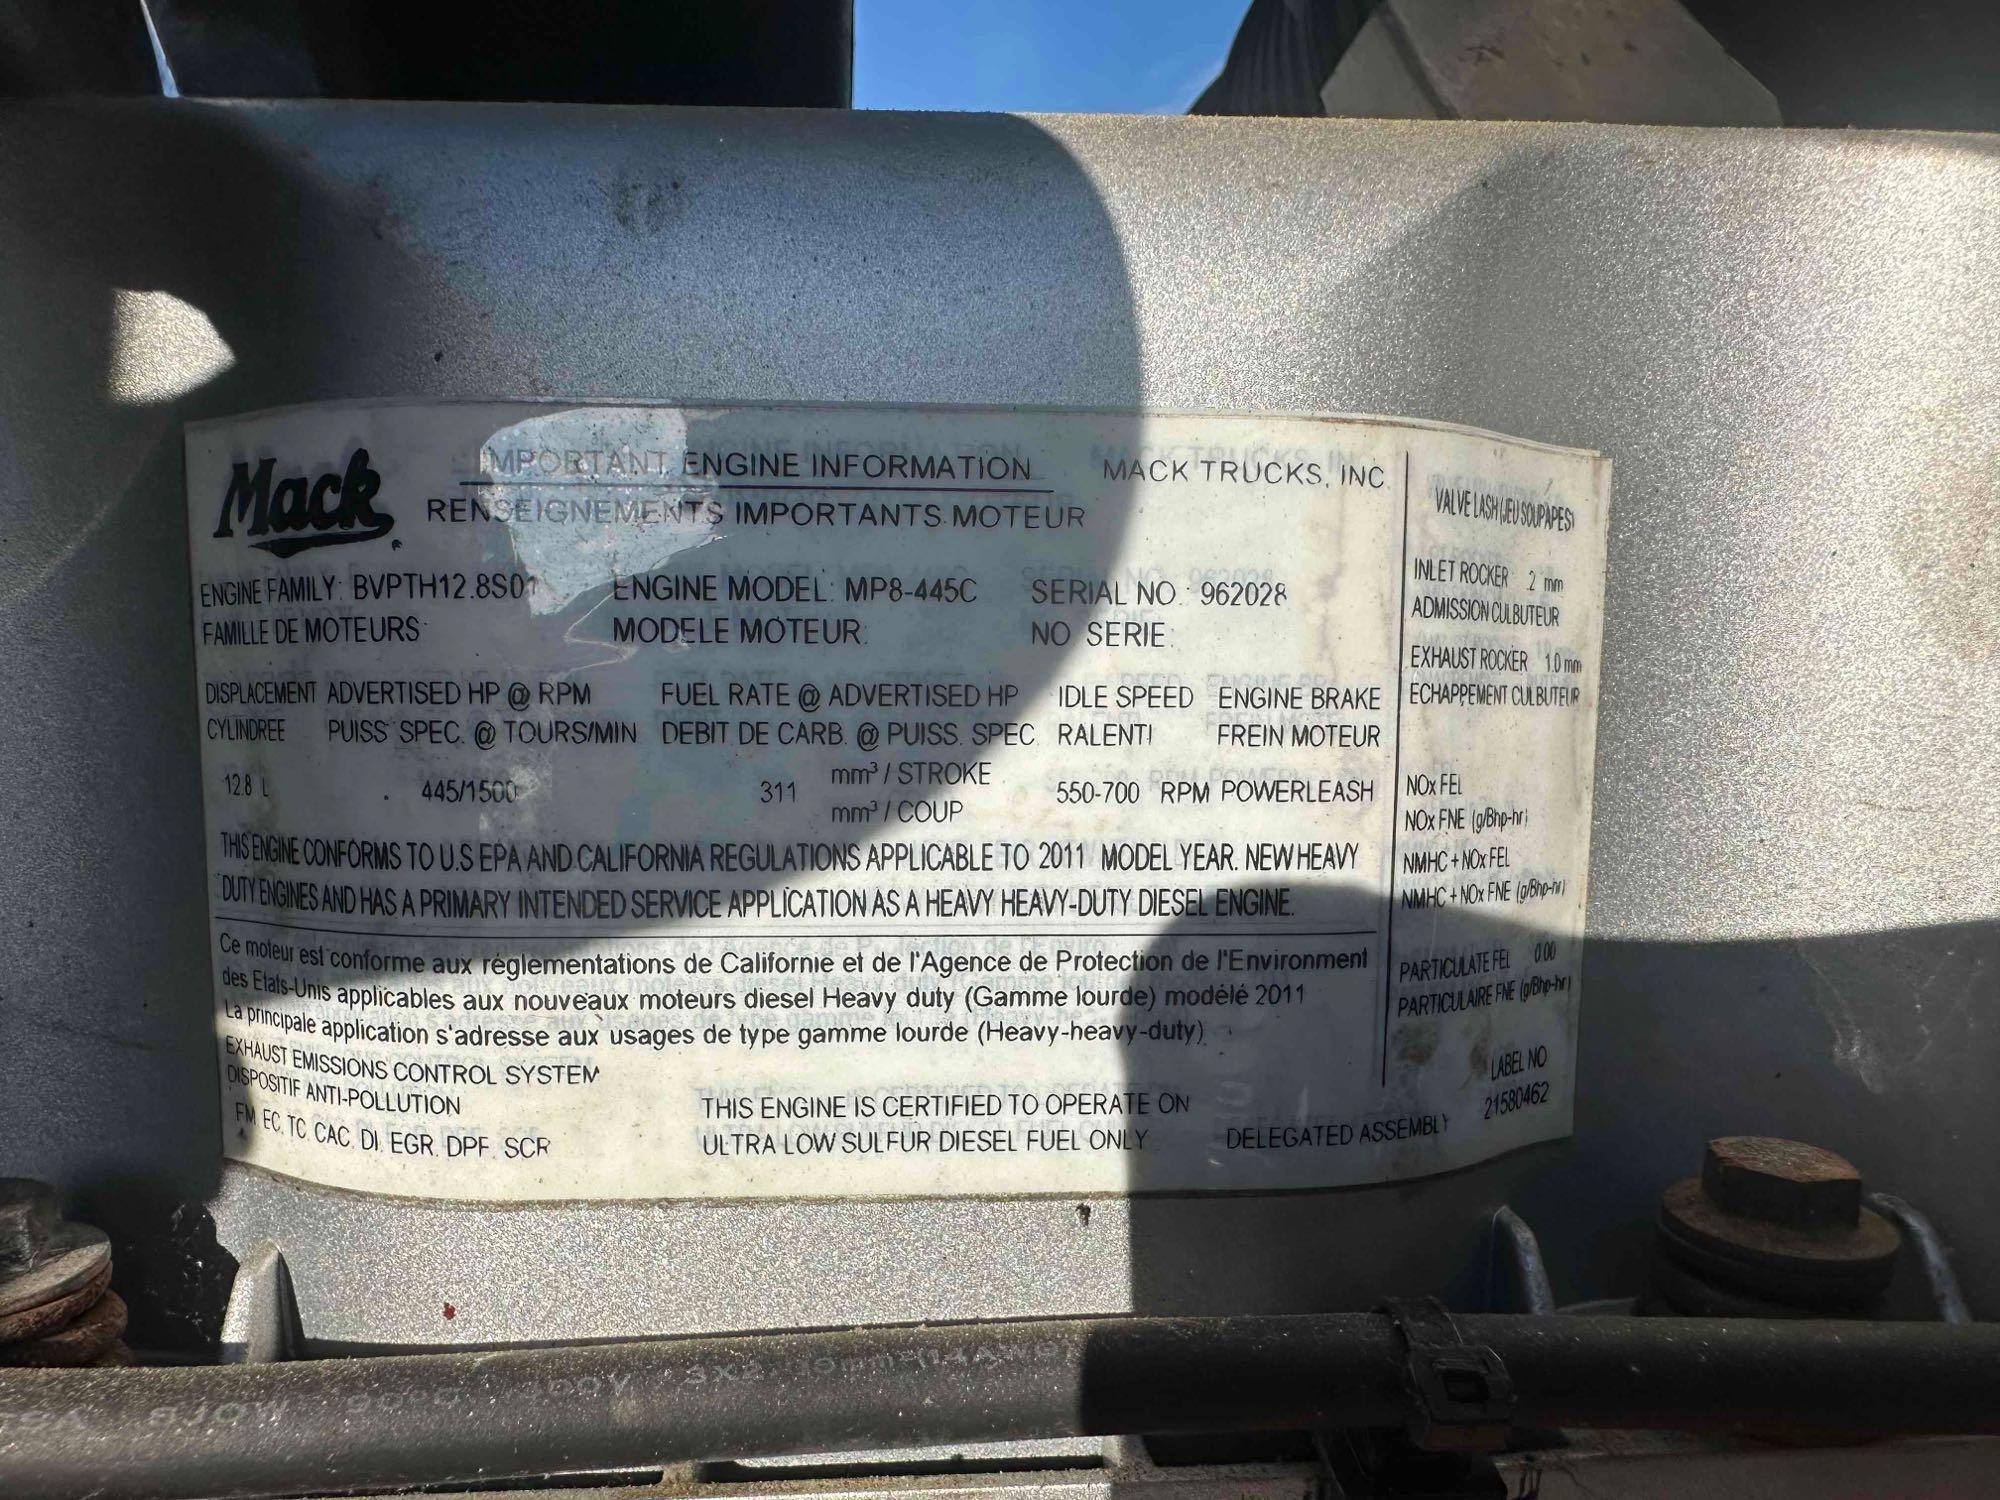 Mack
IMPORTANT ENGINE INFORMATION MACK TRUCKS, INC.
RENSEIGNEMENTS IMPORTANTS MOTEUR
ENGINE FAMILY: BVPTH12.8S01 ENGINE MODEL: MP8-445C SERIAL NO : 962028
FAMILLE DE MOTEURS MODELE MOTEUR: NO SERIE:
DISPLACEMENT ADVERTISED HP @ RPM FUEL RATE @ ADVERTISED HP IDLE SPEED ENGINE BRAKE
CYLINDREE PUISS SPEC. @ TOURS/MIN DEBIT DE CARB. @ PUISS. SPEC. RALENTI FREIN MOTEUR
12.8 L 445/1500 311 mm³ / STROKE 550-700 RPM POWERLEASH
mm³ / COUP
THIS ENGINE CONFORMS TO U.S EPA AND CALIFORNIA REGULATIONS APPLICABLE TO 2011 MODEL YEAR. NEW HEAVY
DUTY ENGINES AND HAS A PRIMARY INTENDED SERVICE APPLICATION AS A HEAVY HEAVY-DUTY DIESEL ENGINE.
Ce moteur est conforme aux réglementations de Californie et de l'Agence de Protection de l'Environment
des Etats-Unis applicables aux nouveaux moteurs diesel Heavy duty (Gamme lourde) modèlé 2011
La principale application s'adresse aux usages de type gamme lourde (Heavy-heavy-duty)
EXHAUST EMISSIONS CONTROL SYSTEM
DISPOSITIF ANTI-POLLUTION
FM, EC, TC, CAC, DI, EGR, DPF, SCR
THIS ENGINE IS CERTIFIED TO OPERATE ON
ULTRA LOW SULFUR DIESEL FUEL ONLY
DELEGATED ASSEMBLY
VALVE LASH (JEU SOUPAPES)
INLET ROCKER .2 mm
ADMISSION CULBUTEUR
EXHAUST ROCKER 1.0 mm
ECHAPPEMENT CULBUTEUR
NOx FEL
NOx FNE (g/Bhp-hr)
NMHC + NOx FEL
NMHC + NOx FNE (g/Bhp-hr)
PARTICULATE FEL 0.00
PARTICULAIRE FNE (g/Bhp-hr)
LABEL NO
21580462